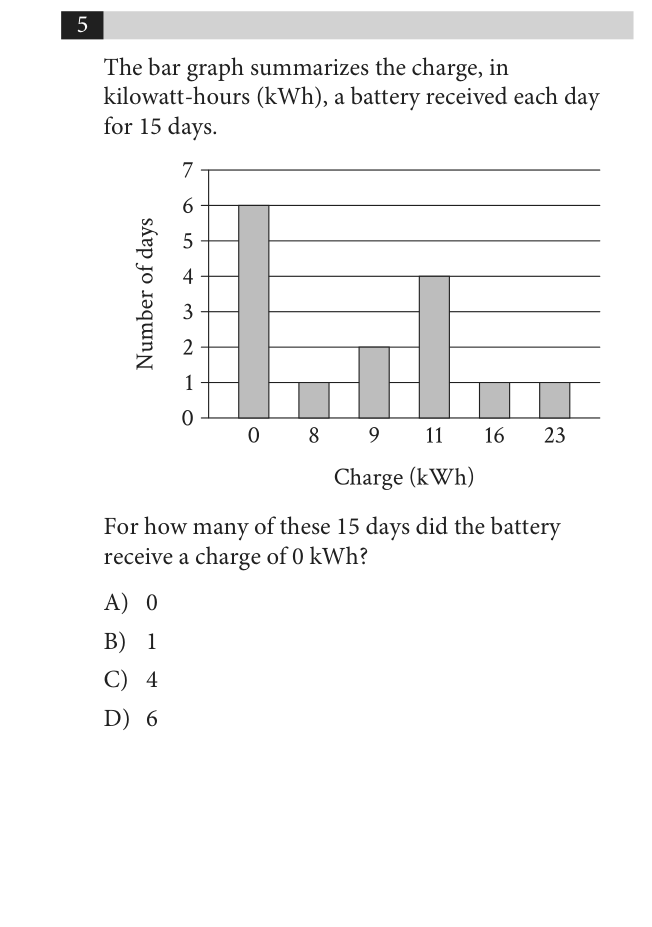 5
The bar graph summarizes the charge, in
kilowatt-hours (kWh), a battery received each day
for 15 days.
Number of days
7
6
5
4
3
2
1
0
0 8 9 11 16 23
Charge (kWh)
For how many of these 15 days did the battery
receive a charge of 0 kWh?
A) 0
B) 1
C) 4
D) 6